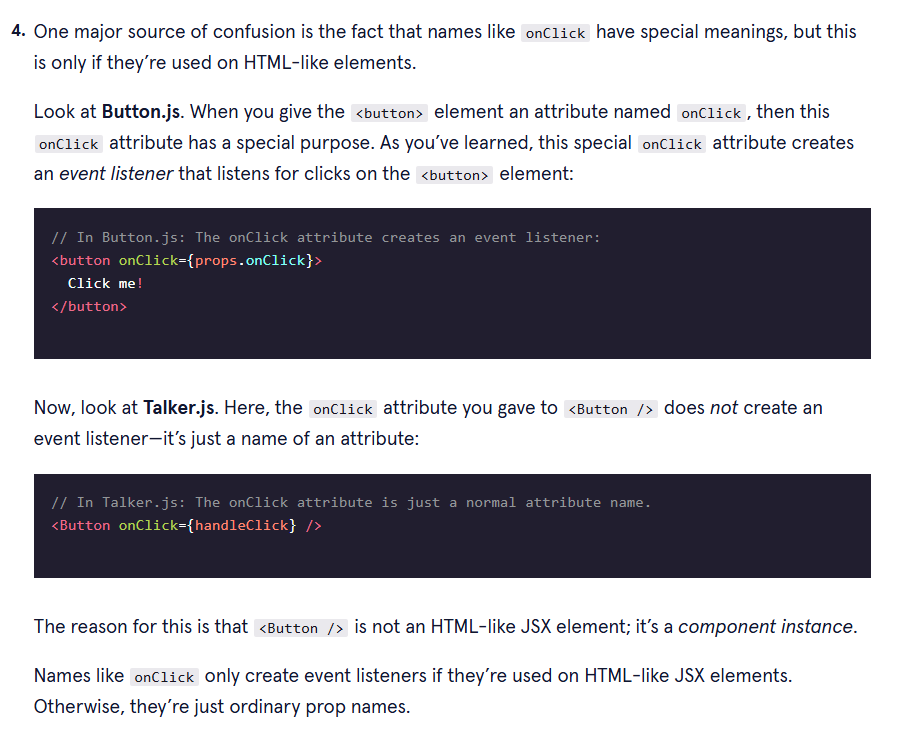 4. One major source of confusion is the fact that names like onClick have special meanings, but this
is only if they’re used on HTML-like elements.
Look at Button.js. When you give the <button> element an attribute named onClick, then this
onClick attribute has a special purpose. As you’ve learned, this special onClick attribute creates
an event listener that listens for clicks on the <button> element:
// In Button.js: The onClick attribute creates an event listener:
<button onClick={props.onClick}>
  Click me!
</button>
Now, look at Talker.js. Here, the onClick attribute you gave to <Button /> does not create an
event listener—it’s just a name of an attribute:
// In Talker.js: The onClick attribute is just a normal attribute name.
<Button onClick={handleClick} />
The reason for this is that <Button /> is not an HTML-like JSX element; it’s a component instance.
Names like onClick only create event listeners if they’re used on HTML-like JSX elements.
Otherwise, they’re just ordinary prop names.